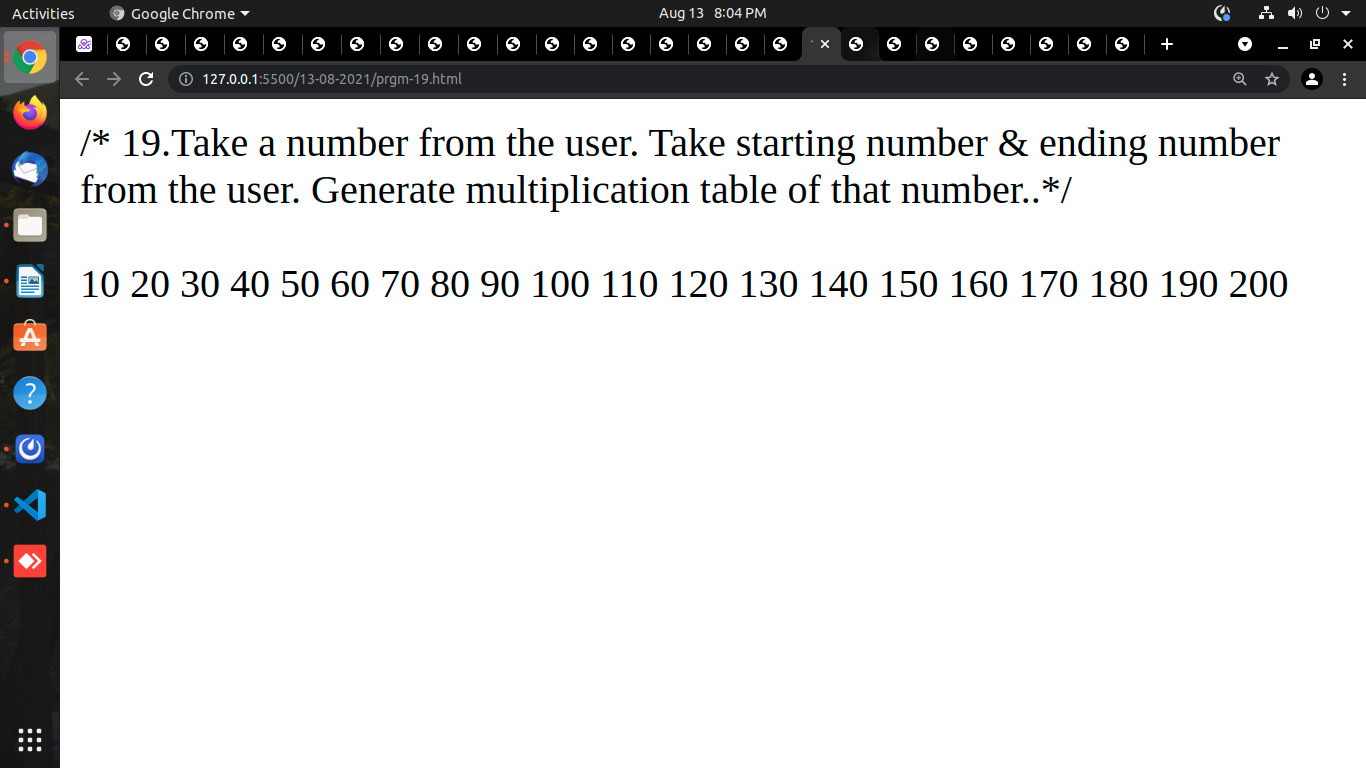 Activities
Google Chrome
Aug 13 8:04 PM
127.0.0.1:5500/13-08-2021/prgm-19.html
/* 19.Take a number from the user. Take starting number & ending number
from the user. Generate multiplication table of that number..*/
10 20 30 40 50 60 70 80 90 100 110 120 130 140 150 160 170 180 190 200